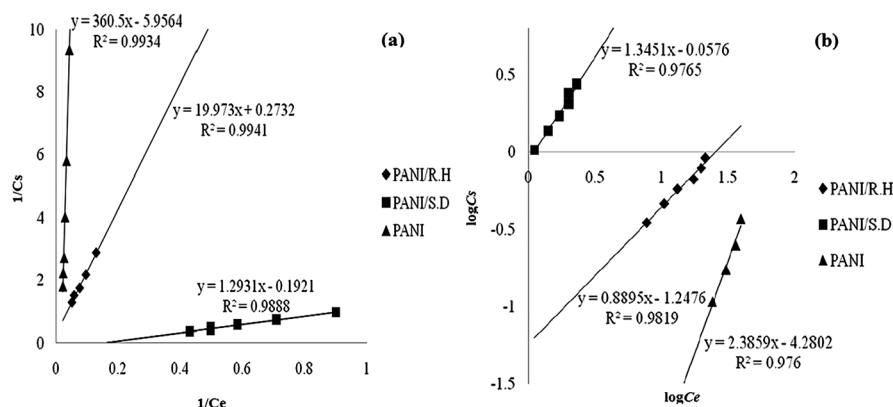 y = 360.5x - 5.9564
R² = 0.9934
(a)
y = 19.973x + 0.2732
R² = 0.9941
y = 1.2931x - 0.1921
R² = 0.9888
10
8
6
4
2
0
0
0.2
0.4
0.6
0.8
1
1/Cs
1/Ce
PANI/R.H
PANI/S.D
PANI
(b)
y = 1.3451x - 0.0576
R² = 0.9765
0.5
0
-0.5
-1
-1.5
0
0.5
1
1.5
2
logCs
y = 0.8895x - 1.2476
R² = 0.9819
y = 2.3859x - 4.2802
R² = 0.976
logCe
PANI/R.H
PANI/S.D
PANI